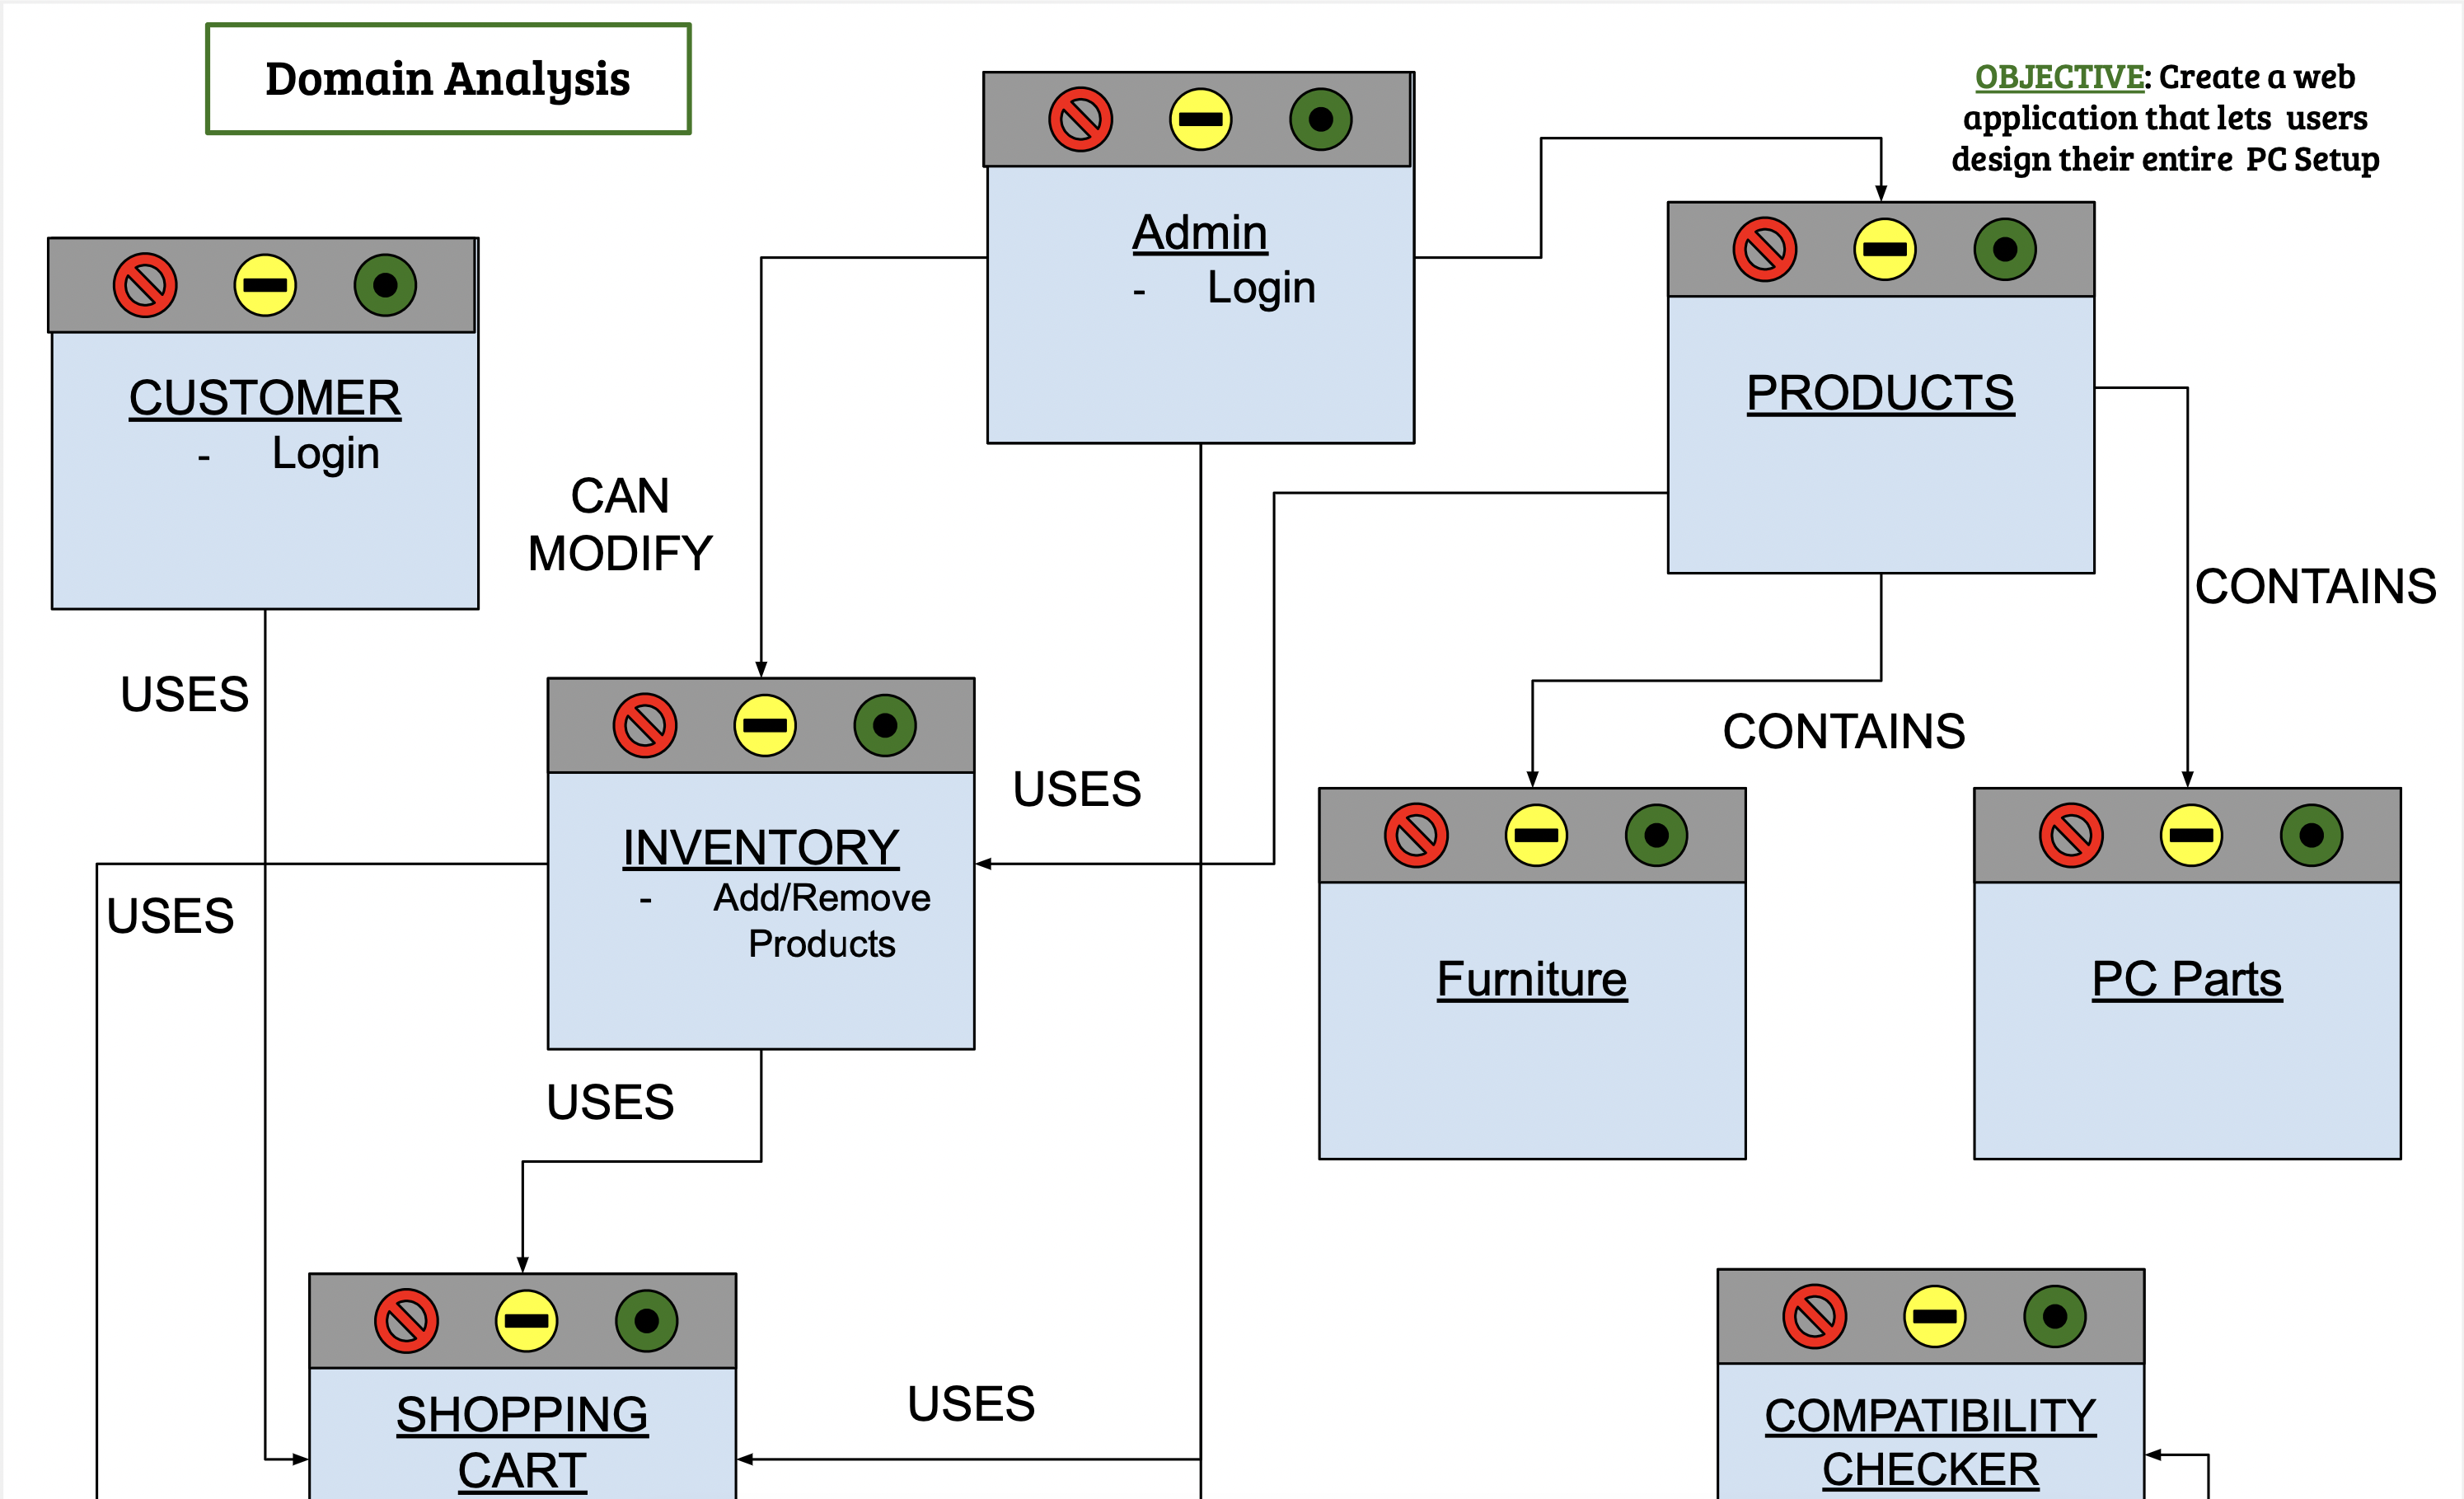 Domain Analysis
OBJECTIVE: Create a web
application that lets users
design their entire PC Setup
Admin
- Login
CUSTOMER
- Login
PRODUCTS
CAN
MODIFY
CONTAINS
USES
CONTAINS
USES
INVENTORY
- Add/Remove
Products
USES
Furniture
PC Parts
USES
SHOPPING
CART
USES
COMPATIBILITY
CHECKER